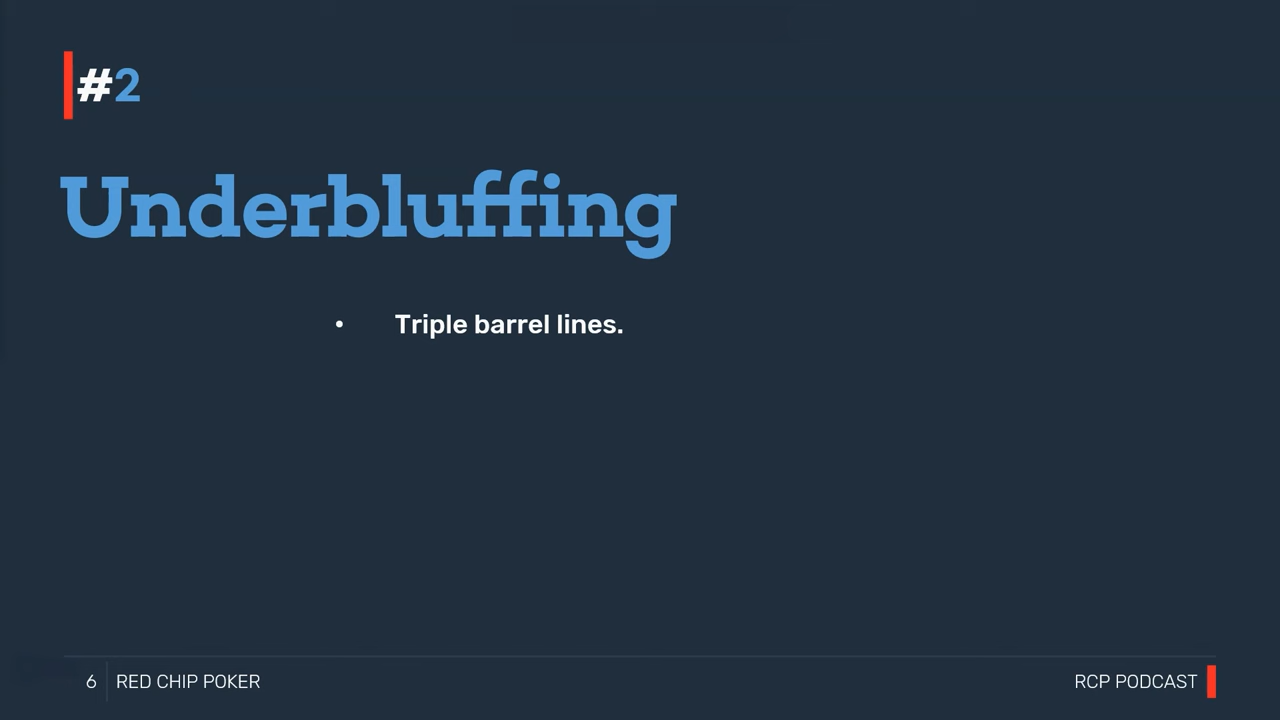 #2
Underbluffing
• Triple barrel lines.
6 RED CHIP POKER
RCP PODCAST